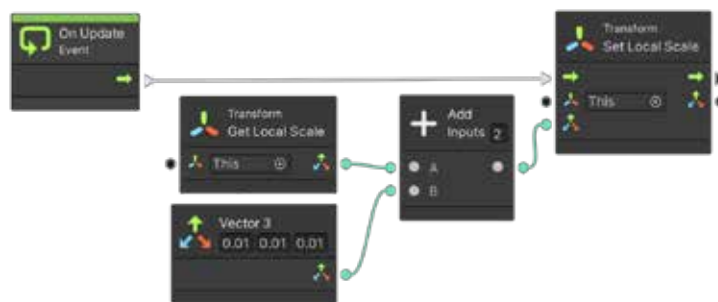 On Update
Event
Transform
Set Local Scale
This
Transform
Get Local Scale
This
Add
Inputs 2
A
B
Vector 3
0.01 0.01 0.01